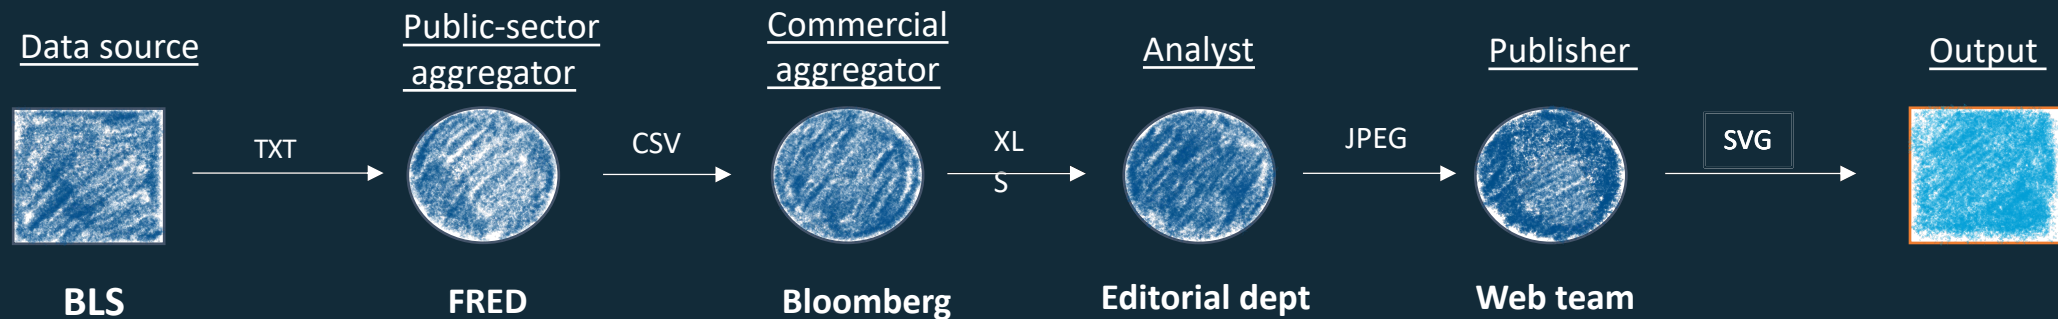 Data source
Public-sector
aggregator
Commercial
aggregator
Analyst
Publisher
Output
TXT
CSV
XL
S
JPEG
SVG
BLS
FRED
Bloomberg
Editorial dept
Web team